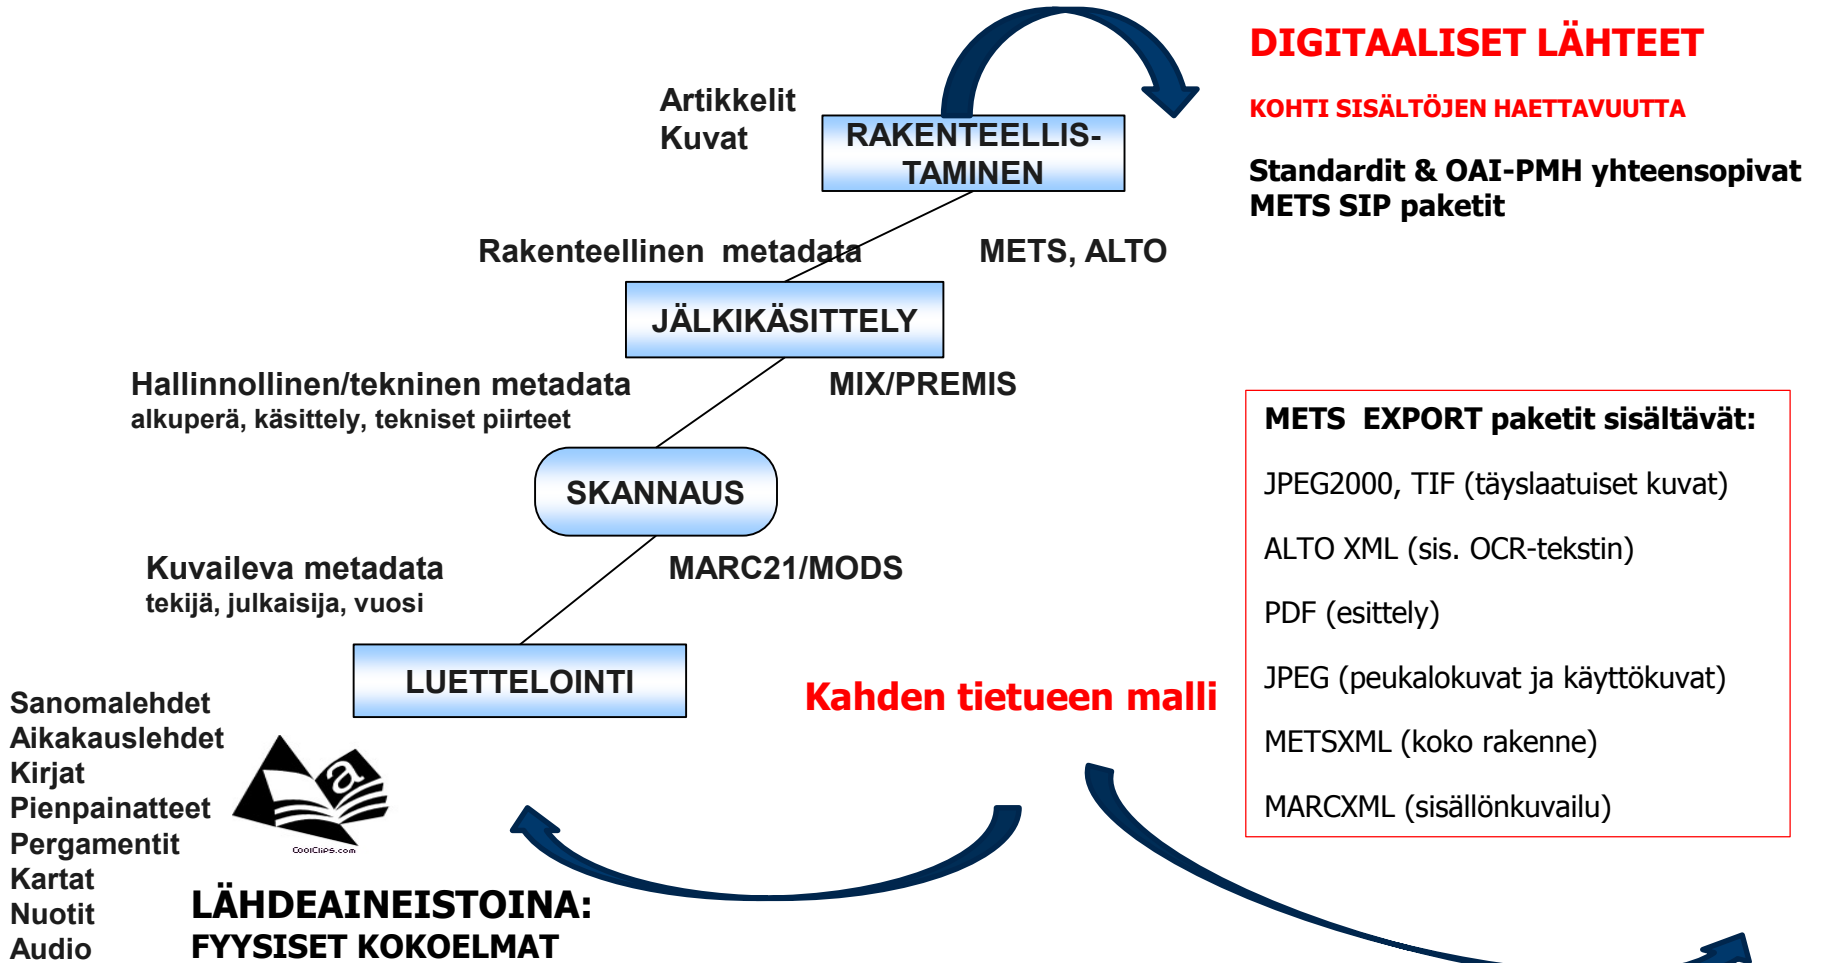 DIGITAALISET LÄHTEET
KOHTI SISÄLTÖJEN HAETTAVUUTTA
Standardit & OAI-PMH yhteensopivat
METS SIP paketit
Artikkelit
Kuvat
RAKENTEELLIS-
TAMINEN
Rakenteellinen metadata
METS, ALTO
JÄLKIKÄSITTELY
Hallinnollinen/tekninen metadata
alkuperä, käsittely, tekniset piirteet
MIX/PREMIS
SKANNAUS
Kuvaileva metadata
tekijä, julkaisija, vuosi
MARC21/MODS
LUETTELOINTI
Kahden tietueen malli
METS EXPORT paketit sisältävät:
JPEG2000, TIF (täyslaatuiset kuvat)
ALTO XML (sis. OCR-tekstin)
PDF (esittely)
JPEG (peukalokuvat ja käyttökuvat)
METSXML (koko rakenne)
MARCXML (sisällönkuvailu)
Sanomalehdet
Aikakauslehdet
Kirjat
Pienpainatteet
Pergamentit
Kartat
Nuotit
Audio
a
CoolClips.com
LÄHDEAINEISTOINA:
FYYSISET KOKOELMAT